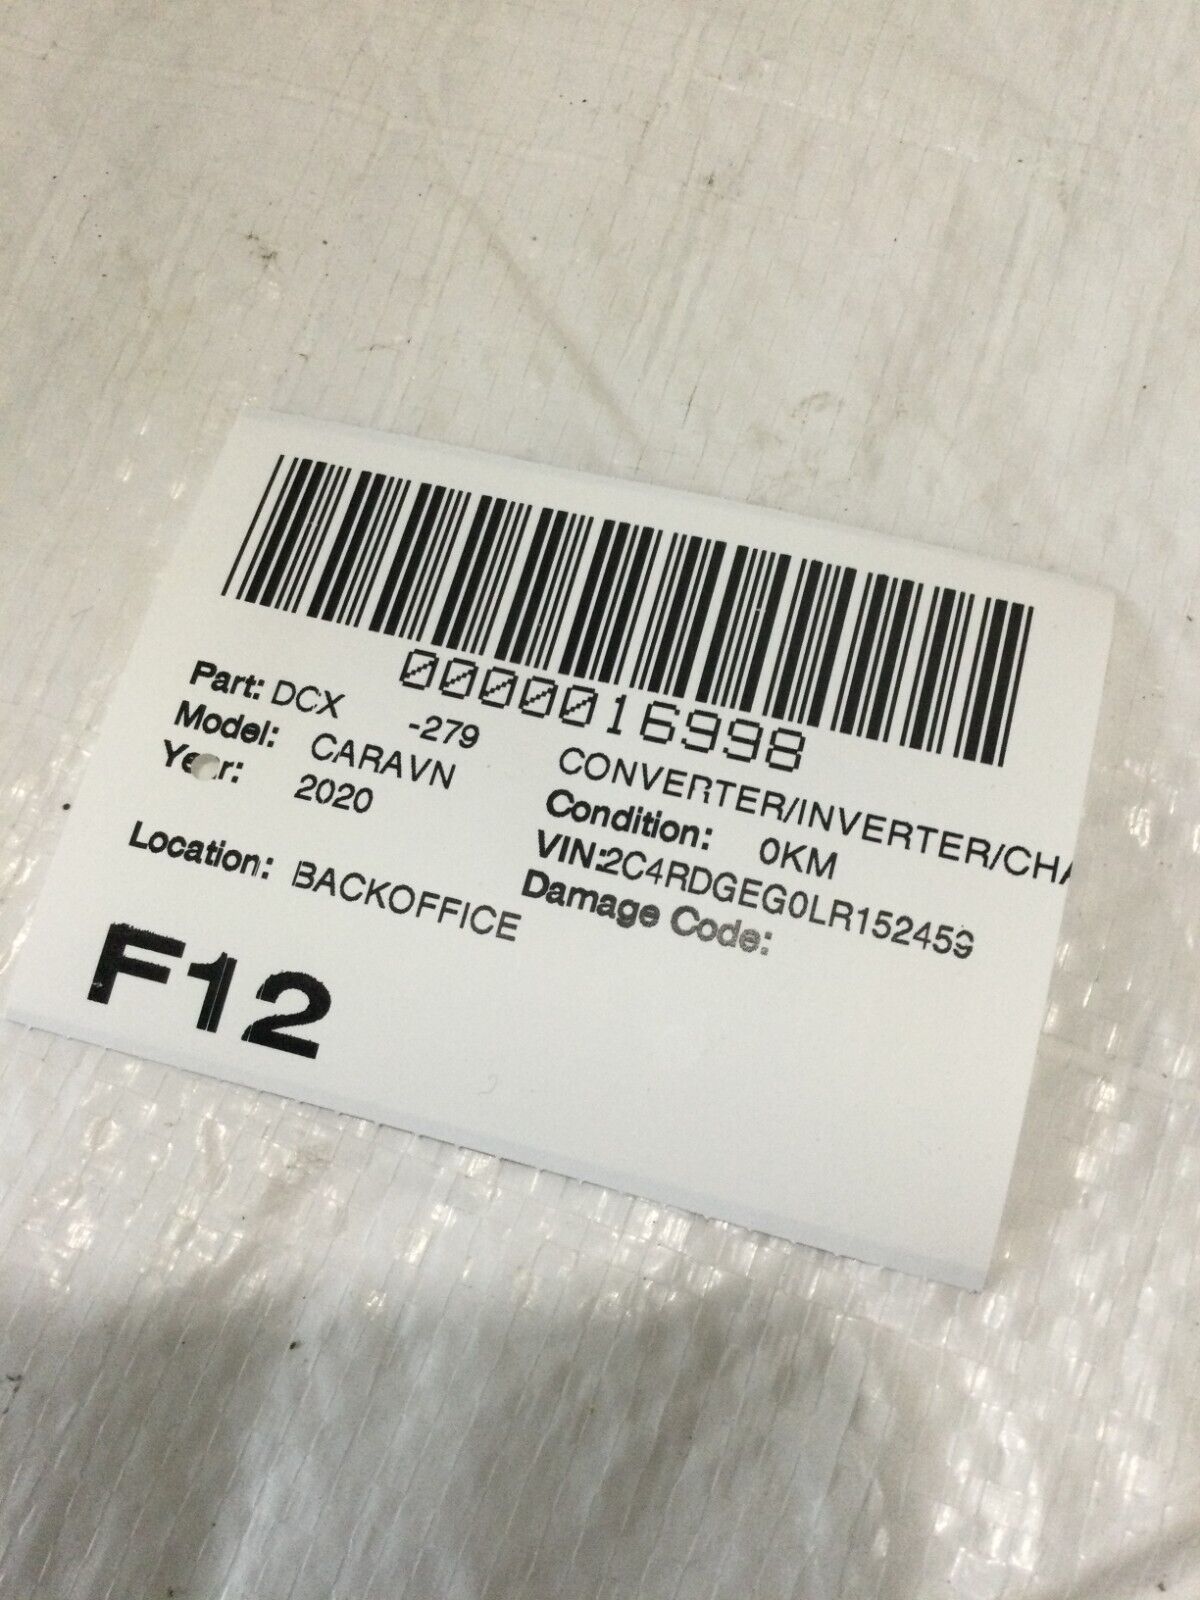 0000016998
Part: DCX -279 CONVERTER/INVERTER/CHA
Model: CARAVN Condition: 0KM
Year: 2020 VIN:2C4RDGEG0LR152459
Damage Code:
Location: BACKOFFICE
F12